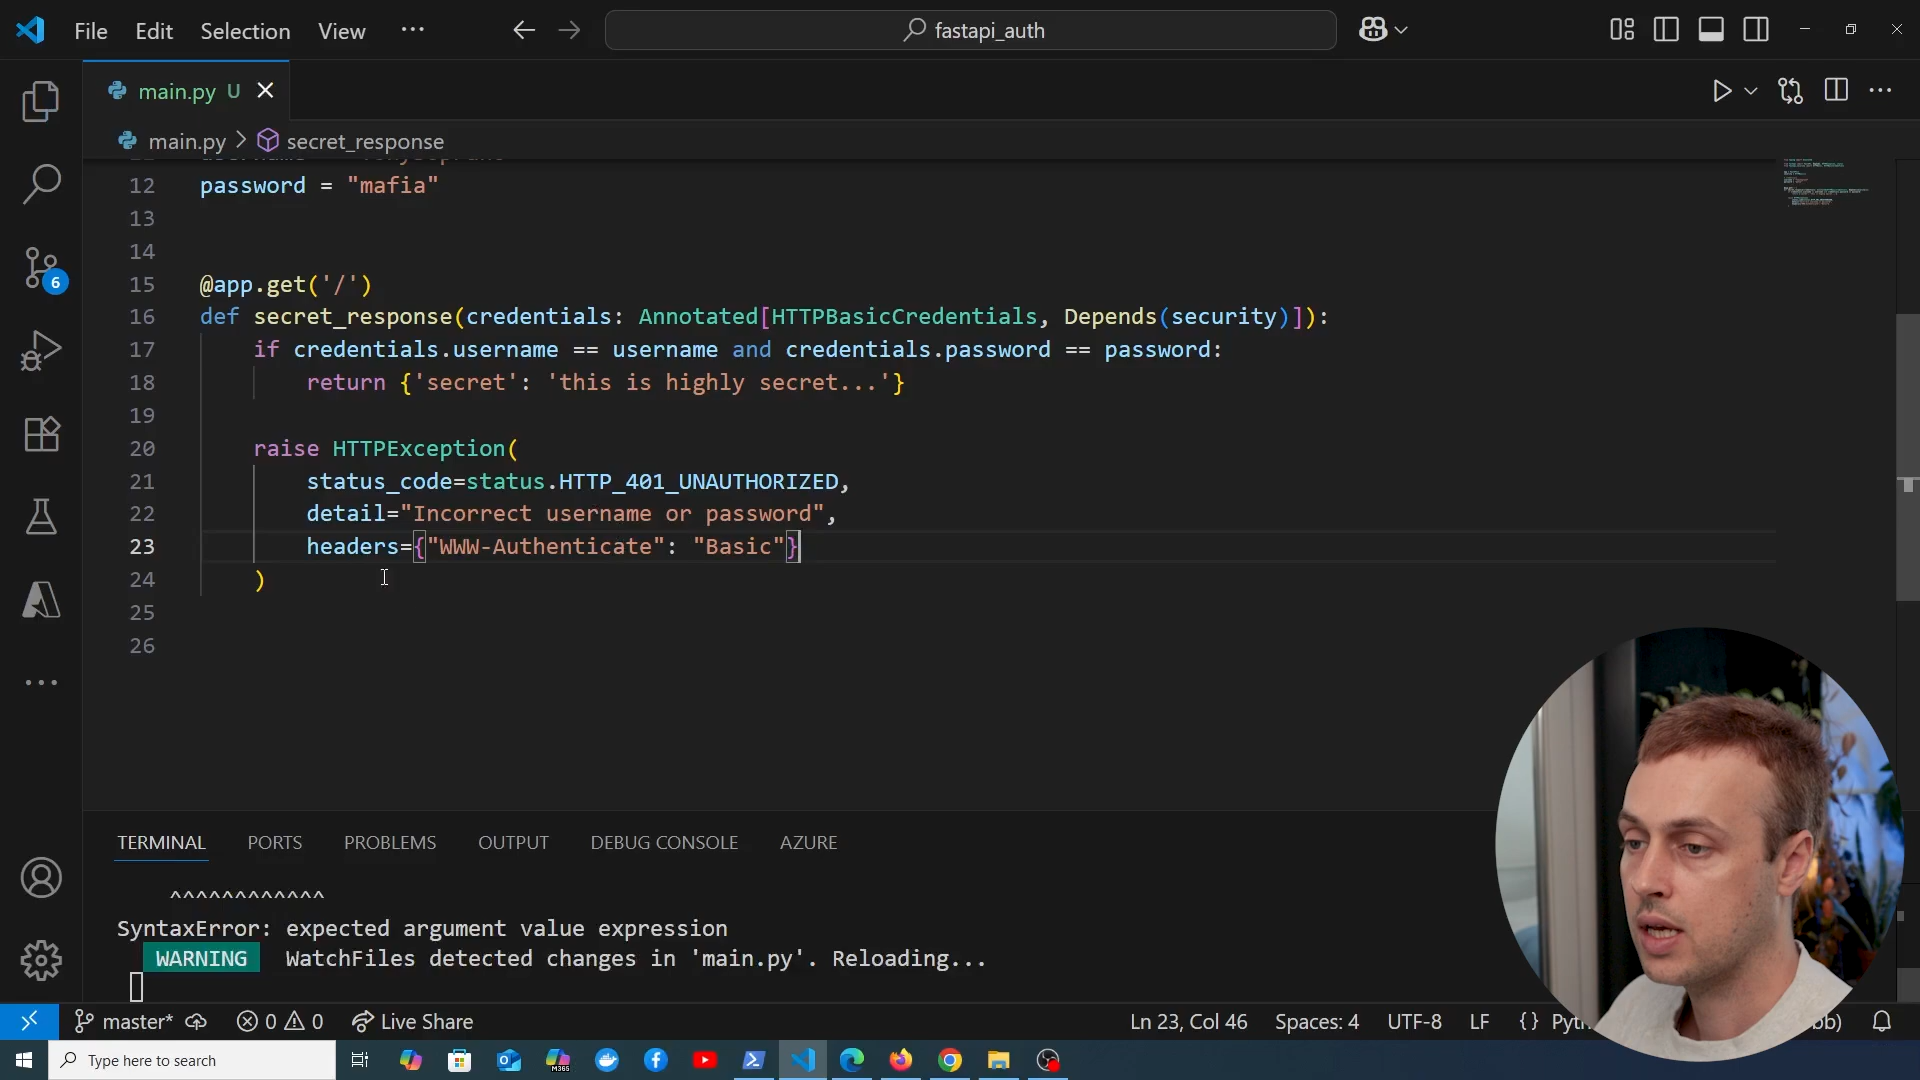 File Edit Selection View ...
fastapi_auth
main.py U
main.py > secret_response
12 password = "mafia"
13
14
15 @app.get('/')
16 def secret_response(credentials: Annotated[HTTPBasicCredentials, Depends(security)]):
17 if credentials.username == username and credentials.password == password:
18 return {'secret': 'this is highly secret...'}
19
20 raise HTTPException(
21 status_code=status.HTTP_401_UNAUTHORIZED,
22 detail="Incorrect username or password",
23 headers={"WWW-Authenticate": "Basic"}
24 )
25
26
6
TERMINAL PORTS PROBLEMS OUTPUT DEBUG CONSOLE AZURE
^^^^^^^^^^^^
SyntaxError: expected argument value expression
WARNING WatchFiles detected changes in 'main.py'. Reloading...
master* 0 0 Live Share Ln 23, Col 46 Spaces: 4 UTF-8 LF {}
Type here to search M365